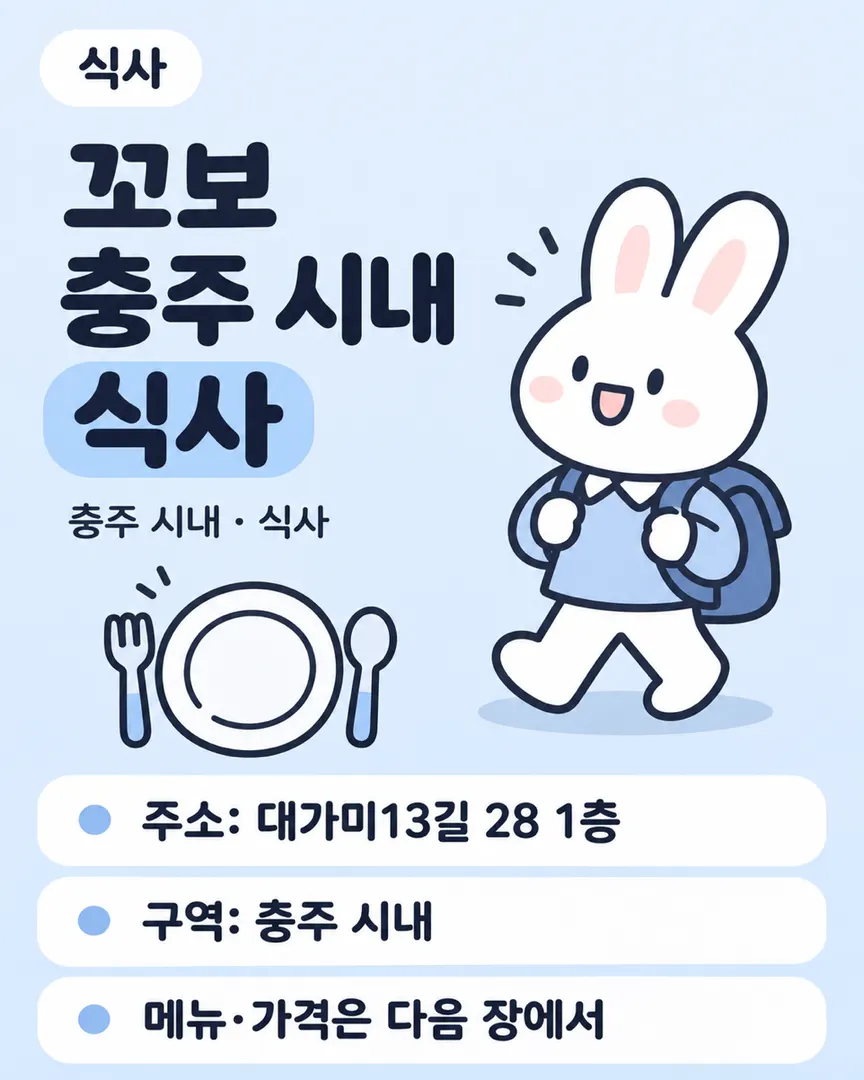 식사
꼬보
충주 시내
식사
충주 시내 · 식사
주소: 대가미13길 28 1층
구역: 충주 시내
메뉴·가격은 다음 장에서